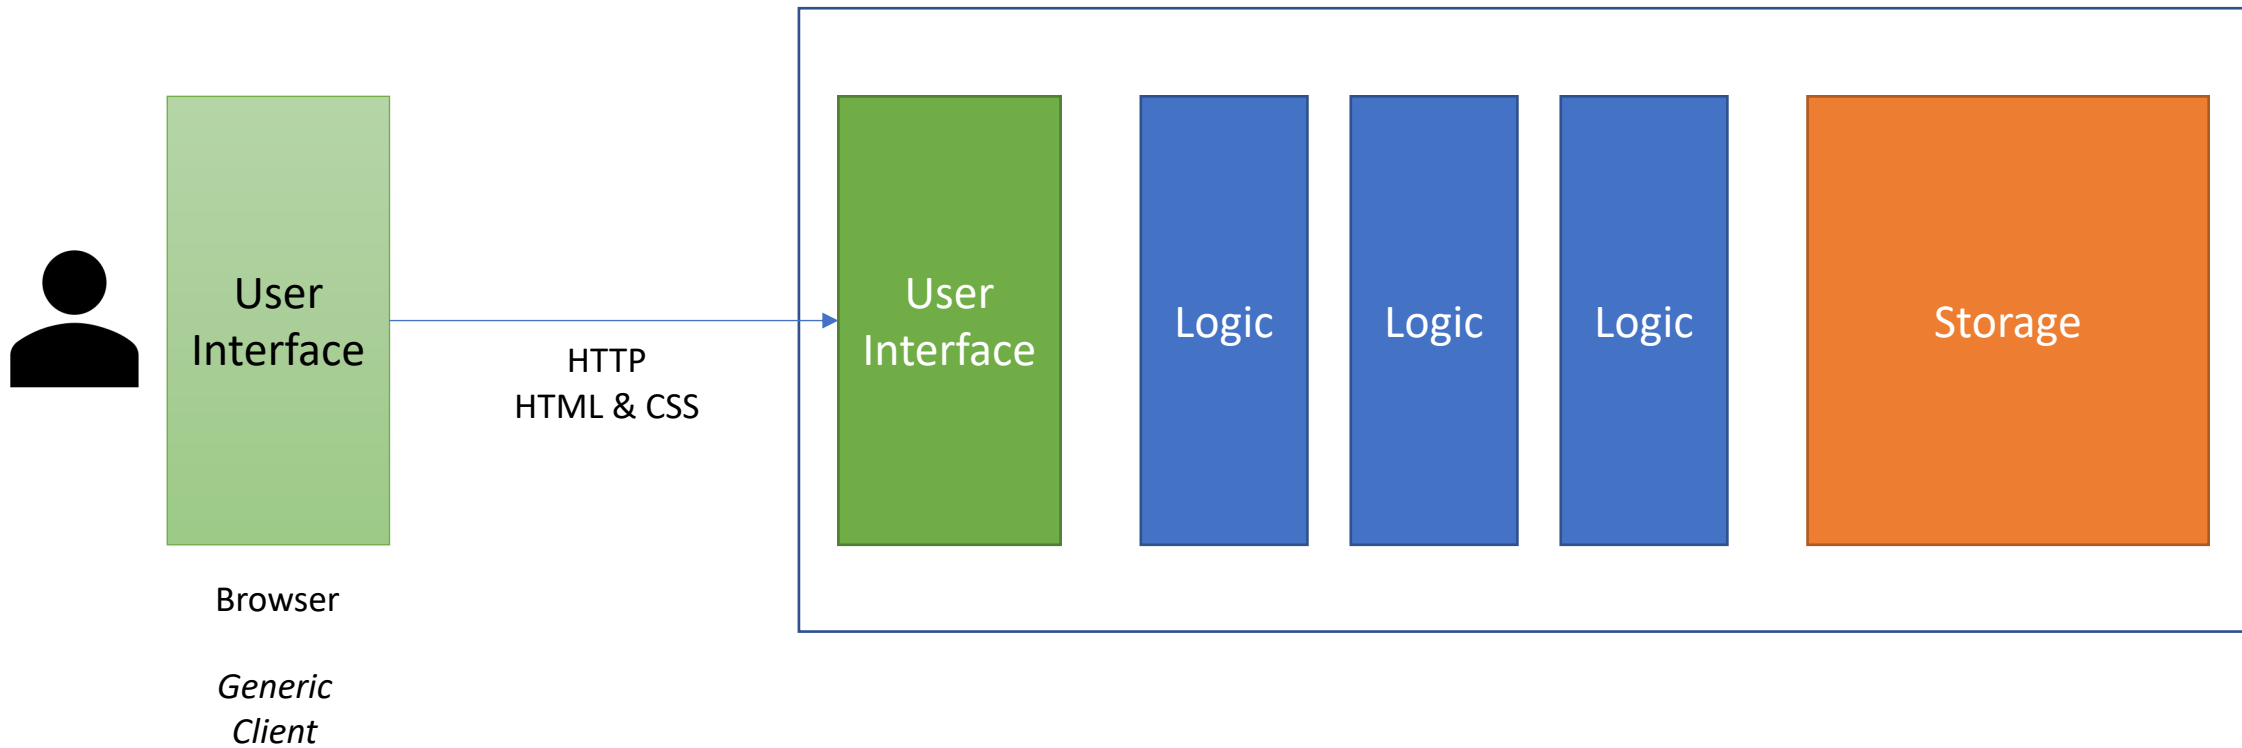 User
Interface
Browser
Generic
Client
HTTP
HTML & CSS
User
Interface
Logic
Logic
Logic
Storage